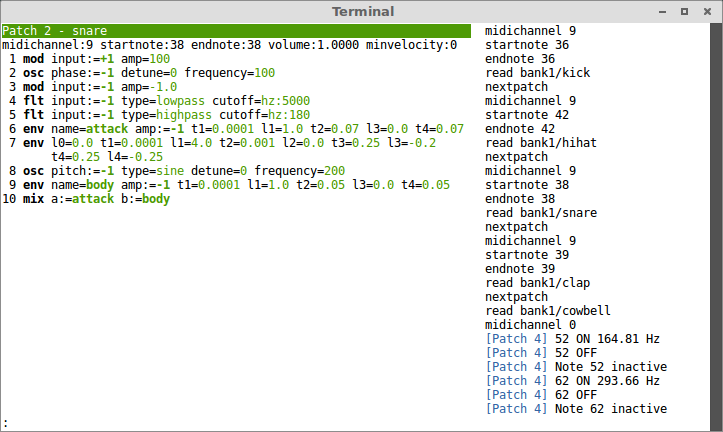 Terminal
Patch 2 - snare
midichannel:9 startnote:38 endnote:38 volume:1.0000 minvelocity:0
1 mod input:=+1 amp=100
2 osc phase:=-1 detune=0 frequency=100
3 mod input:=-1 amp=-1.0
4 flt input:=-1 type=lowpass cutoff=hz:5000
5 flt input:=-1 type=highpass cutoff=hz:180
6 env name=attack amp:=-1 t1=0.0001 l1=1.0 t2=0.07 l3=0.0 t4=0.07
7 env l0=0.0 t1=0.0001 l1=4.0 t2=0.001 l2=0.0 t3=0.25 l3=-0.2
t4=0.25 l4=-0.25
8 osc pitch:=-1 type=sine detune=0 frequency=200
9 env name=body amp:=-1 t1=0.0001 l1=1.0 t2=0.05 l3=0.0 t4=0.05
10 mix a:=attack b:=body
:
midichannel 9
startnote 36
endnote 36
read bank1/kick
nextpatch
midichannel 9
startnote 42
endnote 42
read bank1/hihat
nextpatch
midichannel 9
startnote 38
endnote 38
read bank1/snare
nextpatch
midichannel 9
startnote 39
endnote 39
read bank1/clap
nextpatch
read bank1/cowbell
midichannel 0
[Patch 4] 52 ON 164.81 Hz
[Patch 4] 52 OFF
[Patch 4] Note 52 inactive
[Patch 4] 62 ON 293.66 Hz
[Patch 4] 62 OFF
[Patch 4] Note 62 inactive